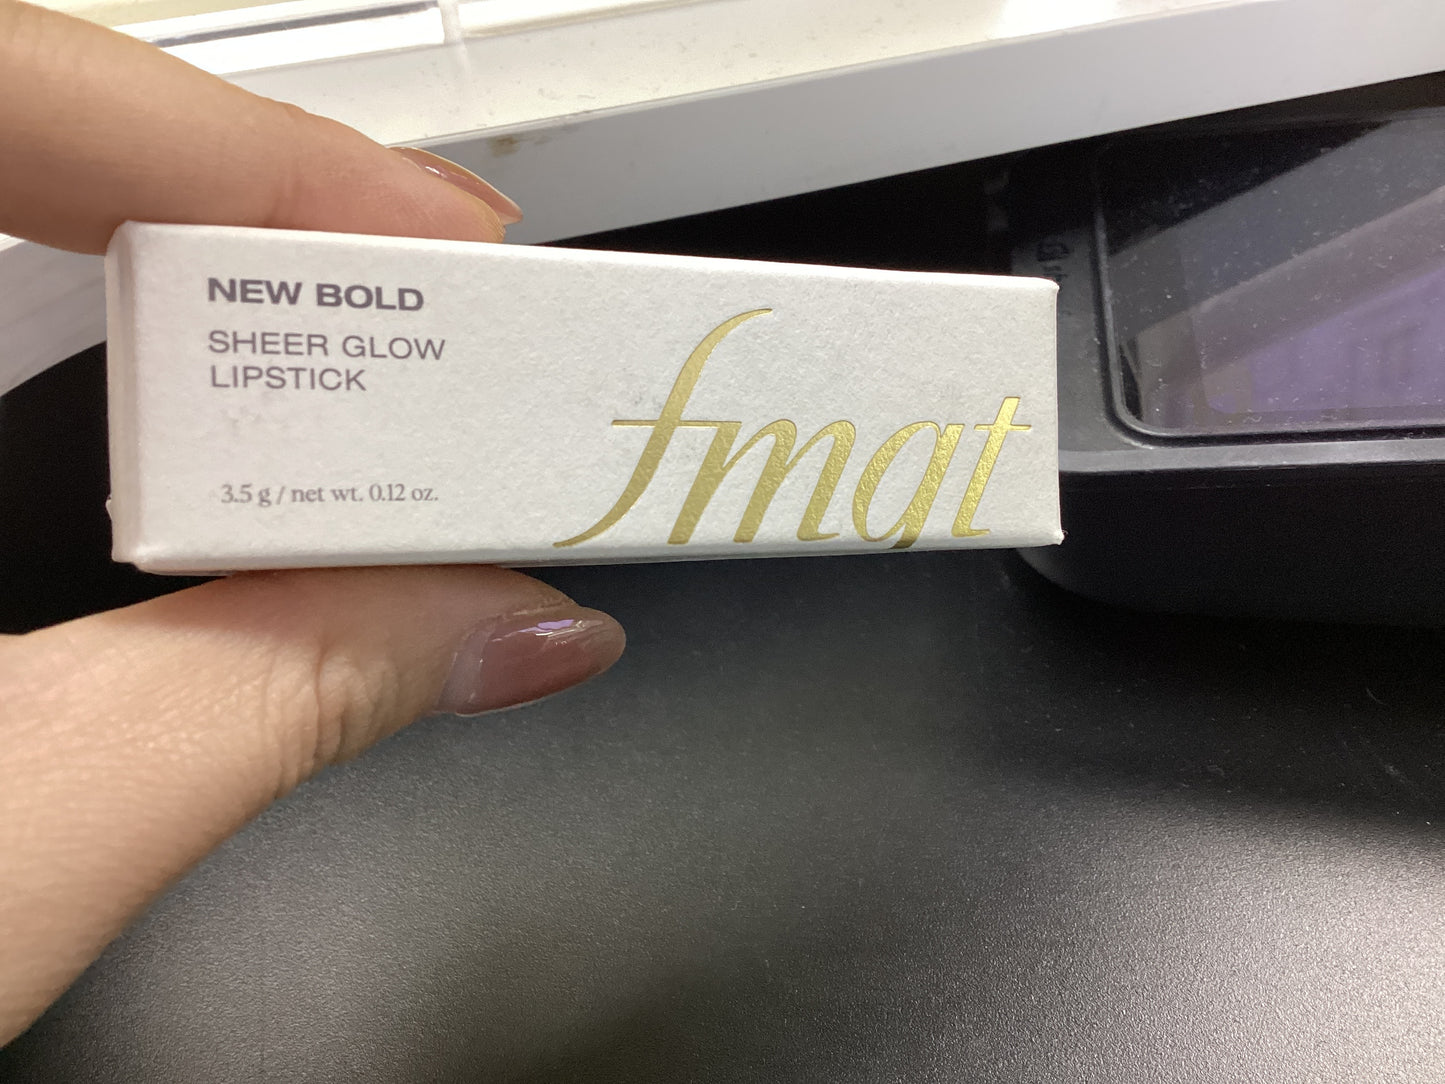 NEW BOLD
SHEER GLOW
LIPSTICK
3.5 g / net wt. 0.12 oz.
fmgt